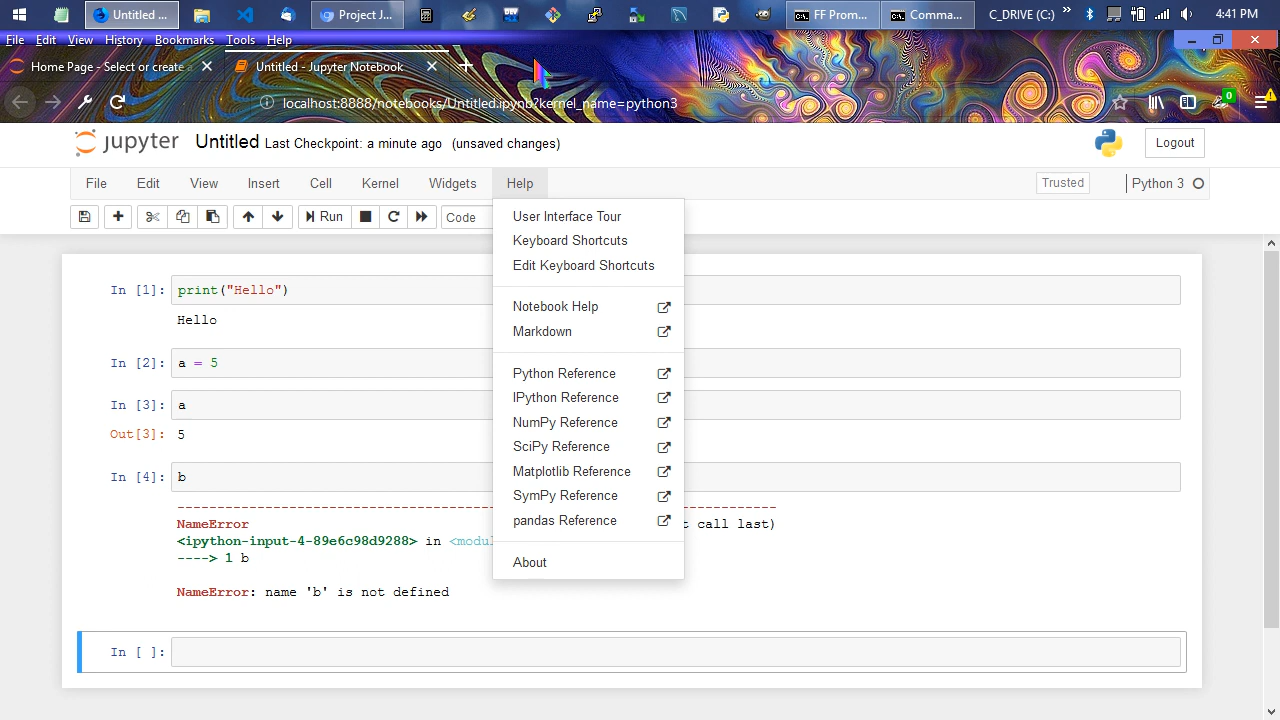 Untitled ...
Project J...
FF Prom...
Comma...
C_DRIVE (C:)
4:41 PM
File Edit View History Bookmarks Tools Help
Home Page - Select or create a
Untitled - Jupyter Notebook
localhost:8888/notebooks/Untitled.ipynb?kernel_name=python3
0
jupyter Untitled Last Checkpoint: a minute ago (unsaved changes)
Logout
File Edit View Insert Cell Kernel Widgets Help
Trusted
Python 3
Run
Code
User Interface Tour
Keyboard Shortcuts
Edit Keyboard Shortcuts
Notebook Help
Markdown
Python Reference
IPython Reference
NumPy Reference
SciPy Reference
Matplotlib Reference
SymPy Reference
pandas Reference
About
In [1]: print("Hello")
Hello
In [2]: a = 5
In [3]: a
Out[3]: 5
In [4]: b
---------------------------------------------------------------------------
NameError t call last)
<ipython-input-4-89e6c98d9288> in <modul
----> 1 b
NameError: name 'b' is not defined
In [ ]: